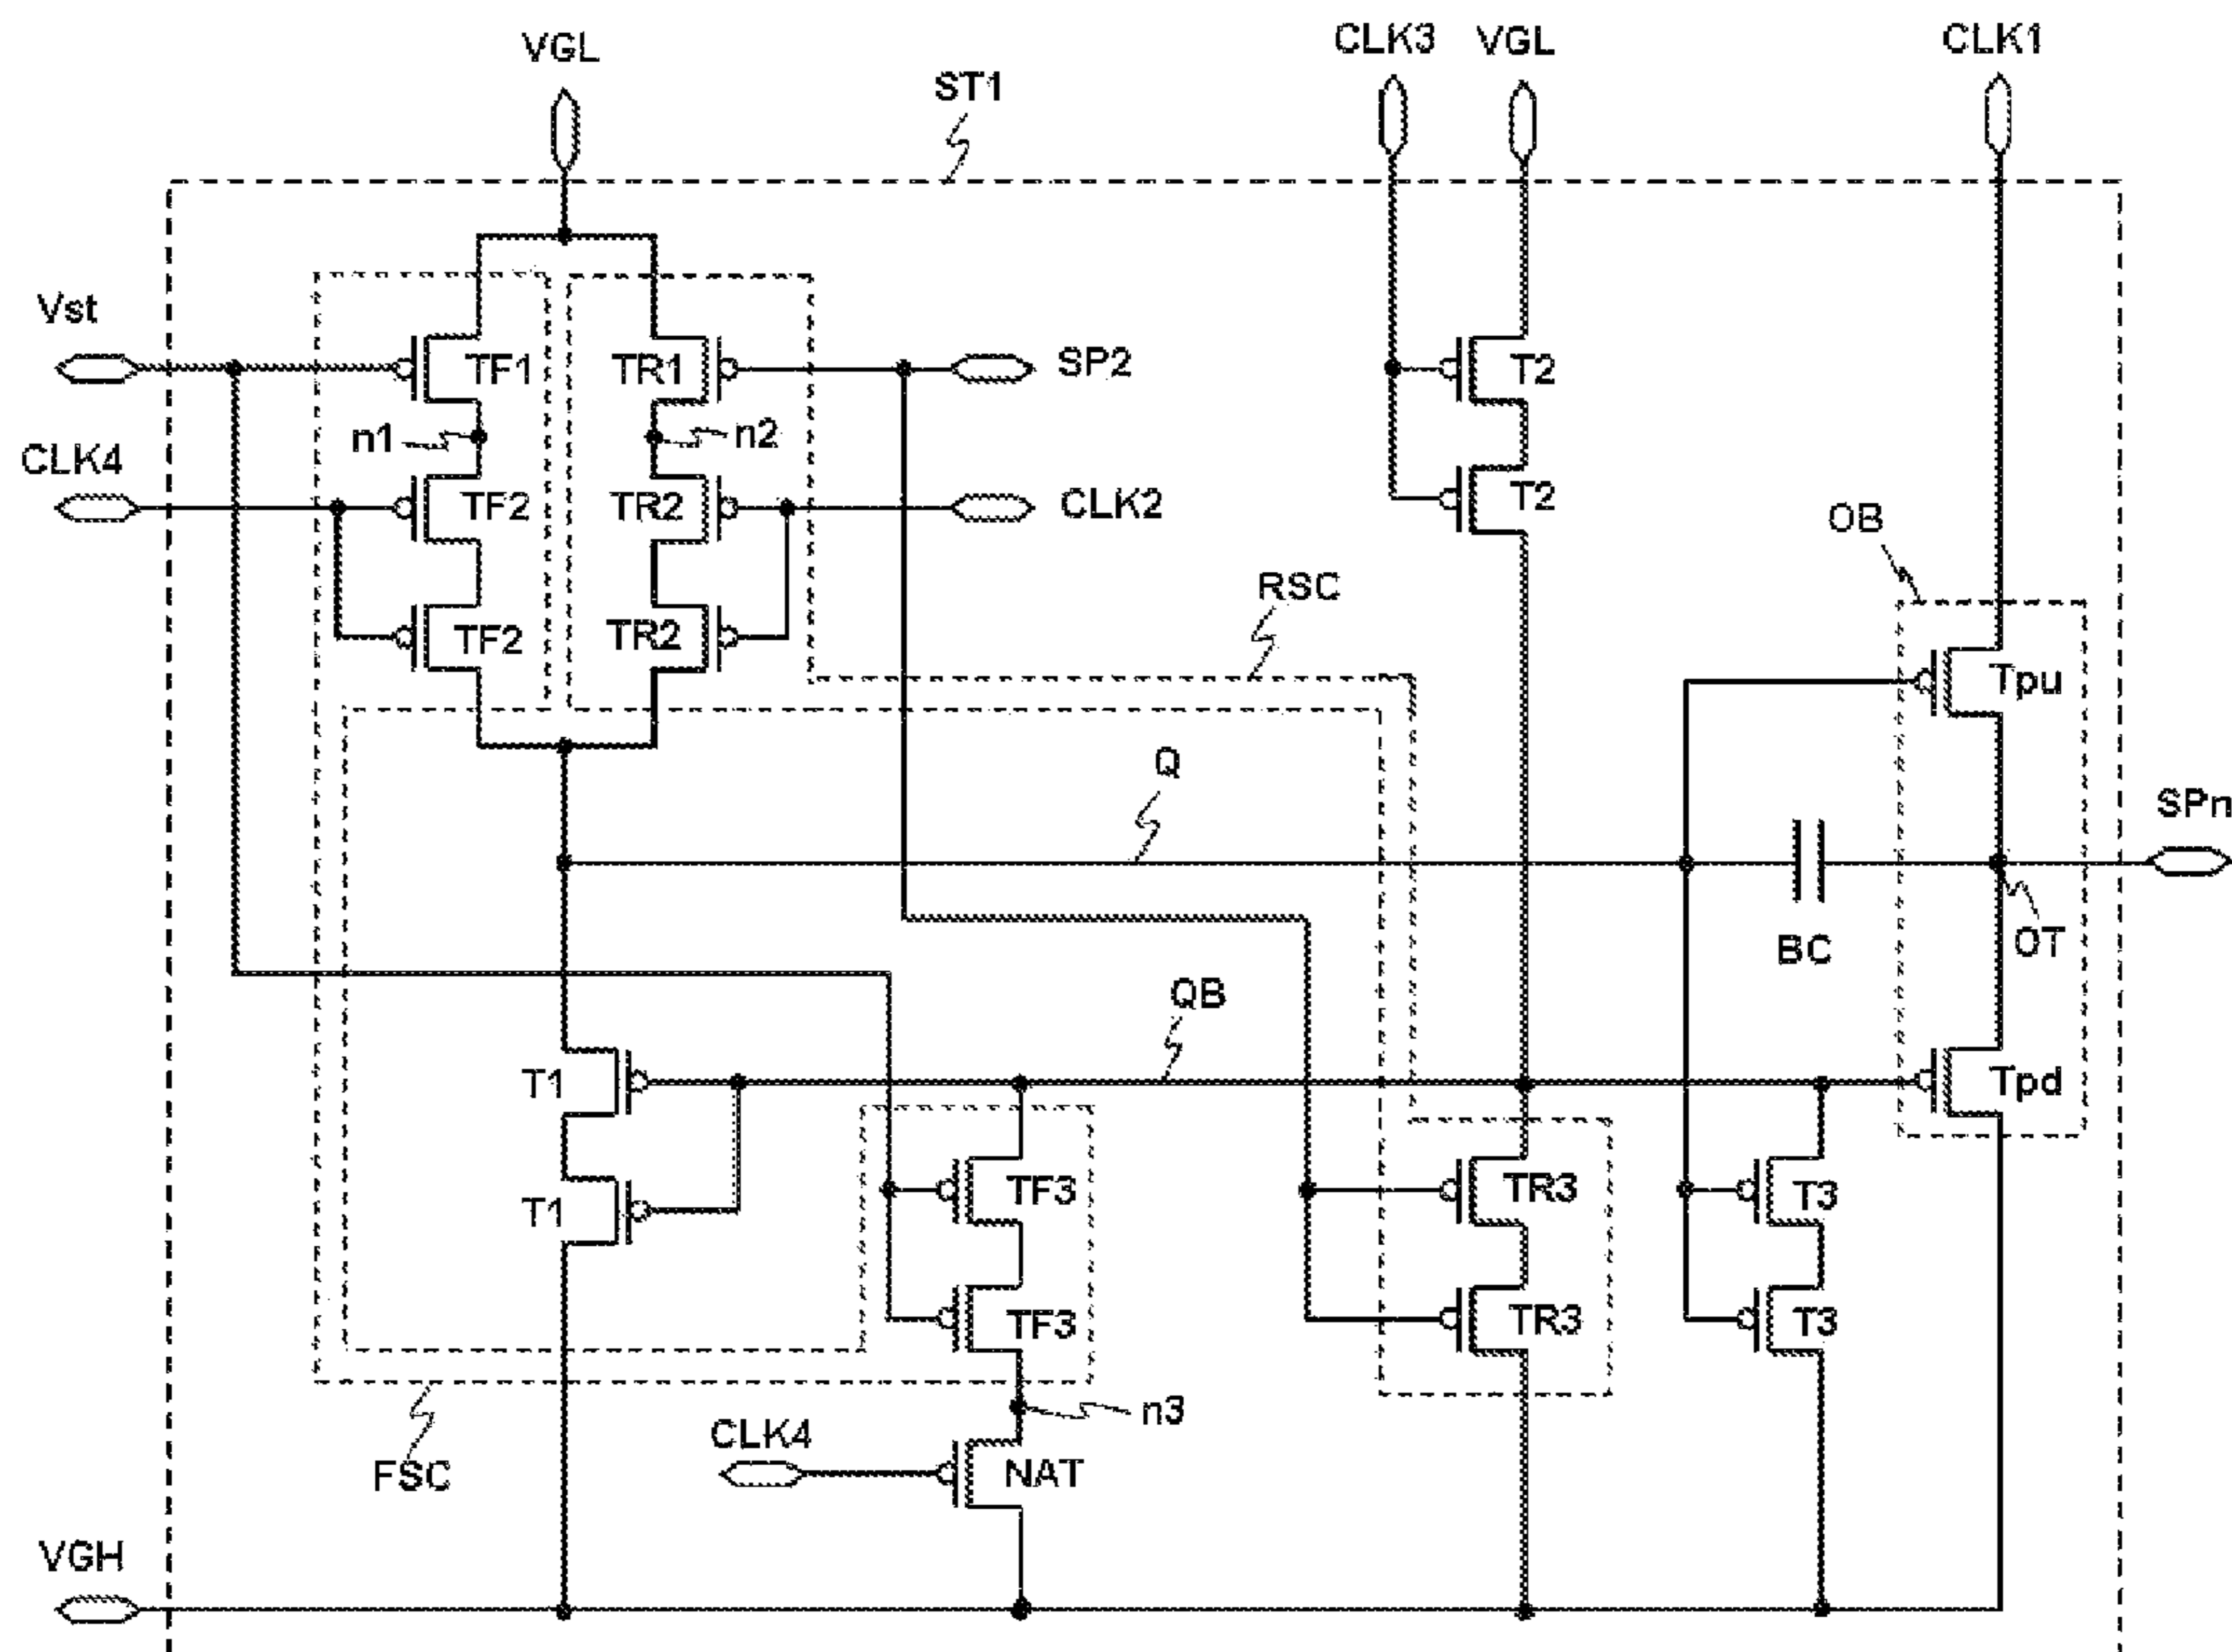 VGL
CLK3
VGL
CLK1
ST1
Vst
TF1
TR1
SP2
T2
n1
n2
CLK4
TF2
TR2
CLK2
T2
OB
RSC
TF2
TR2
Tpu
Q
SPn
BC
OT
QB
T1
Tpd
TF3
TR3
T3
T1
TF3
TR3
T3
n3
CLK4
FSC
NAT
VGH